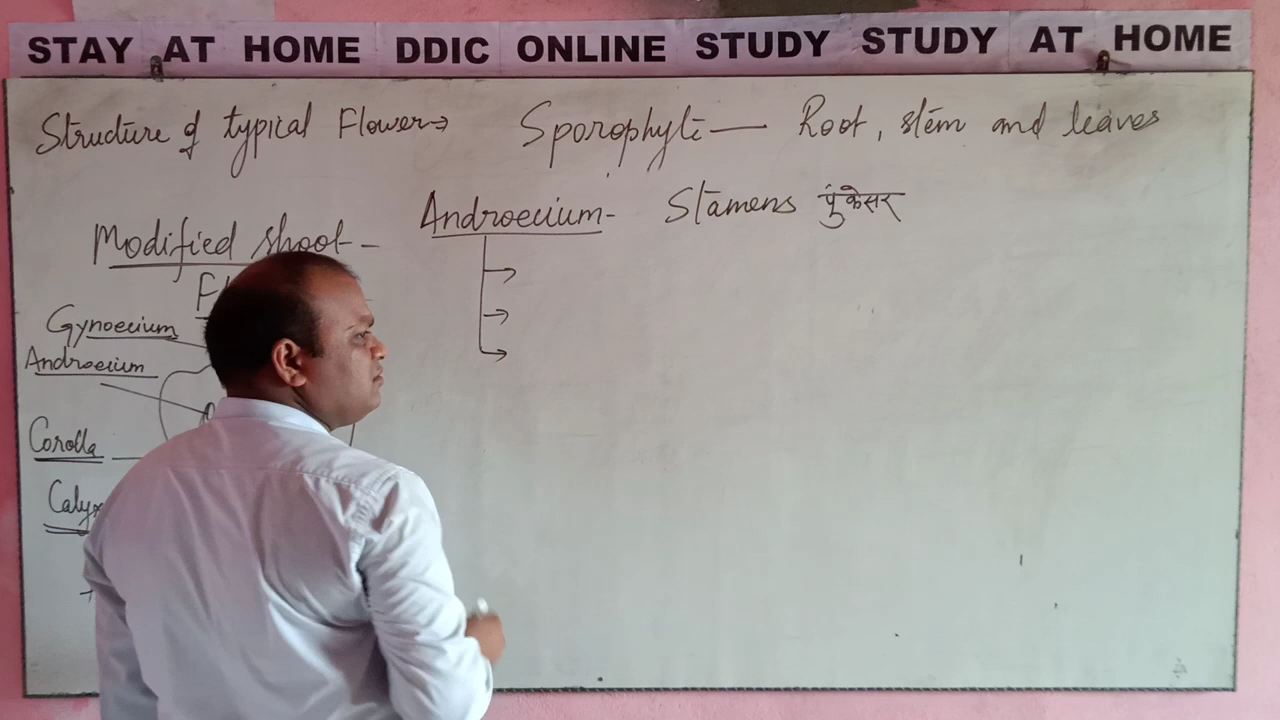 STAY AT HOME DDIC ONLINE STUDY STUDY AT HOME
Structure of typical Flower→ Sporophyte — Root, stem and leaves
Androecium- Stamens पुंकेसर
Modified shoot -
Gynoecium
Androecium
Corolla
Calyx